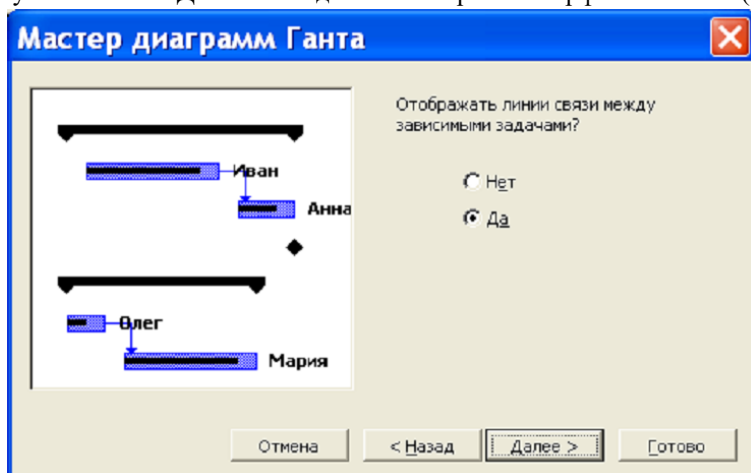 Мастер диаграмм Ганта
Отображать линии связи между
зависимыми задачами?
Нет
Да
Иван
Анна
Олег
Мария
Отмена
< Назад
Далее >
Готово